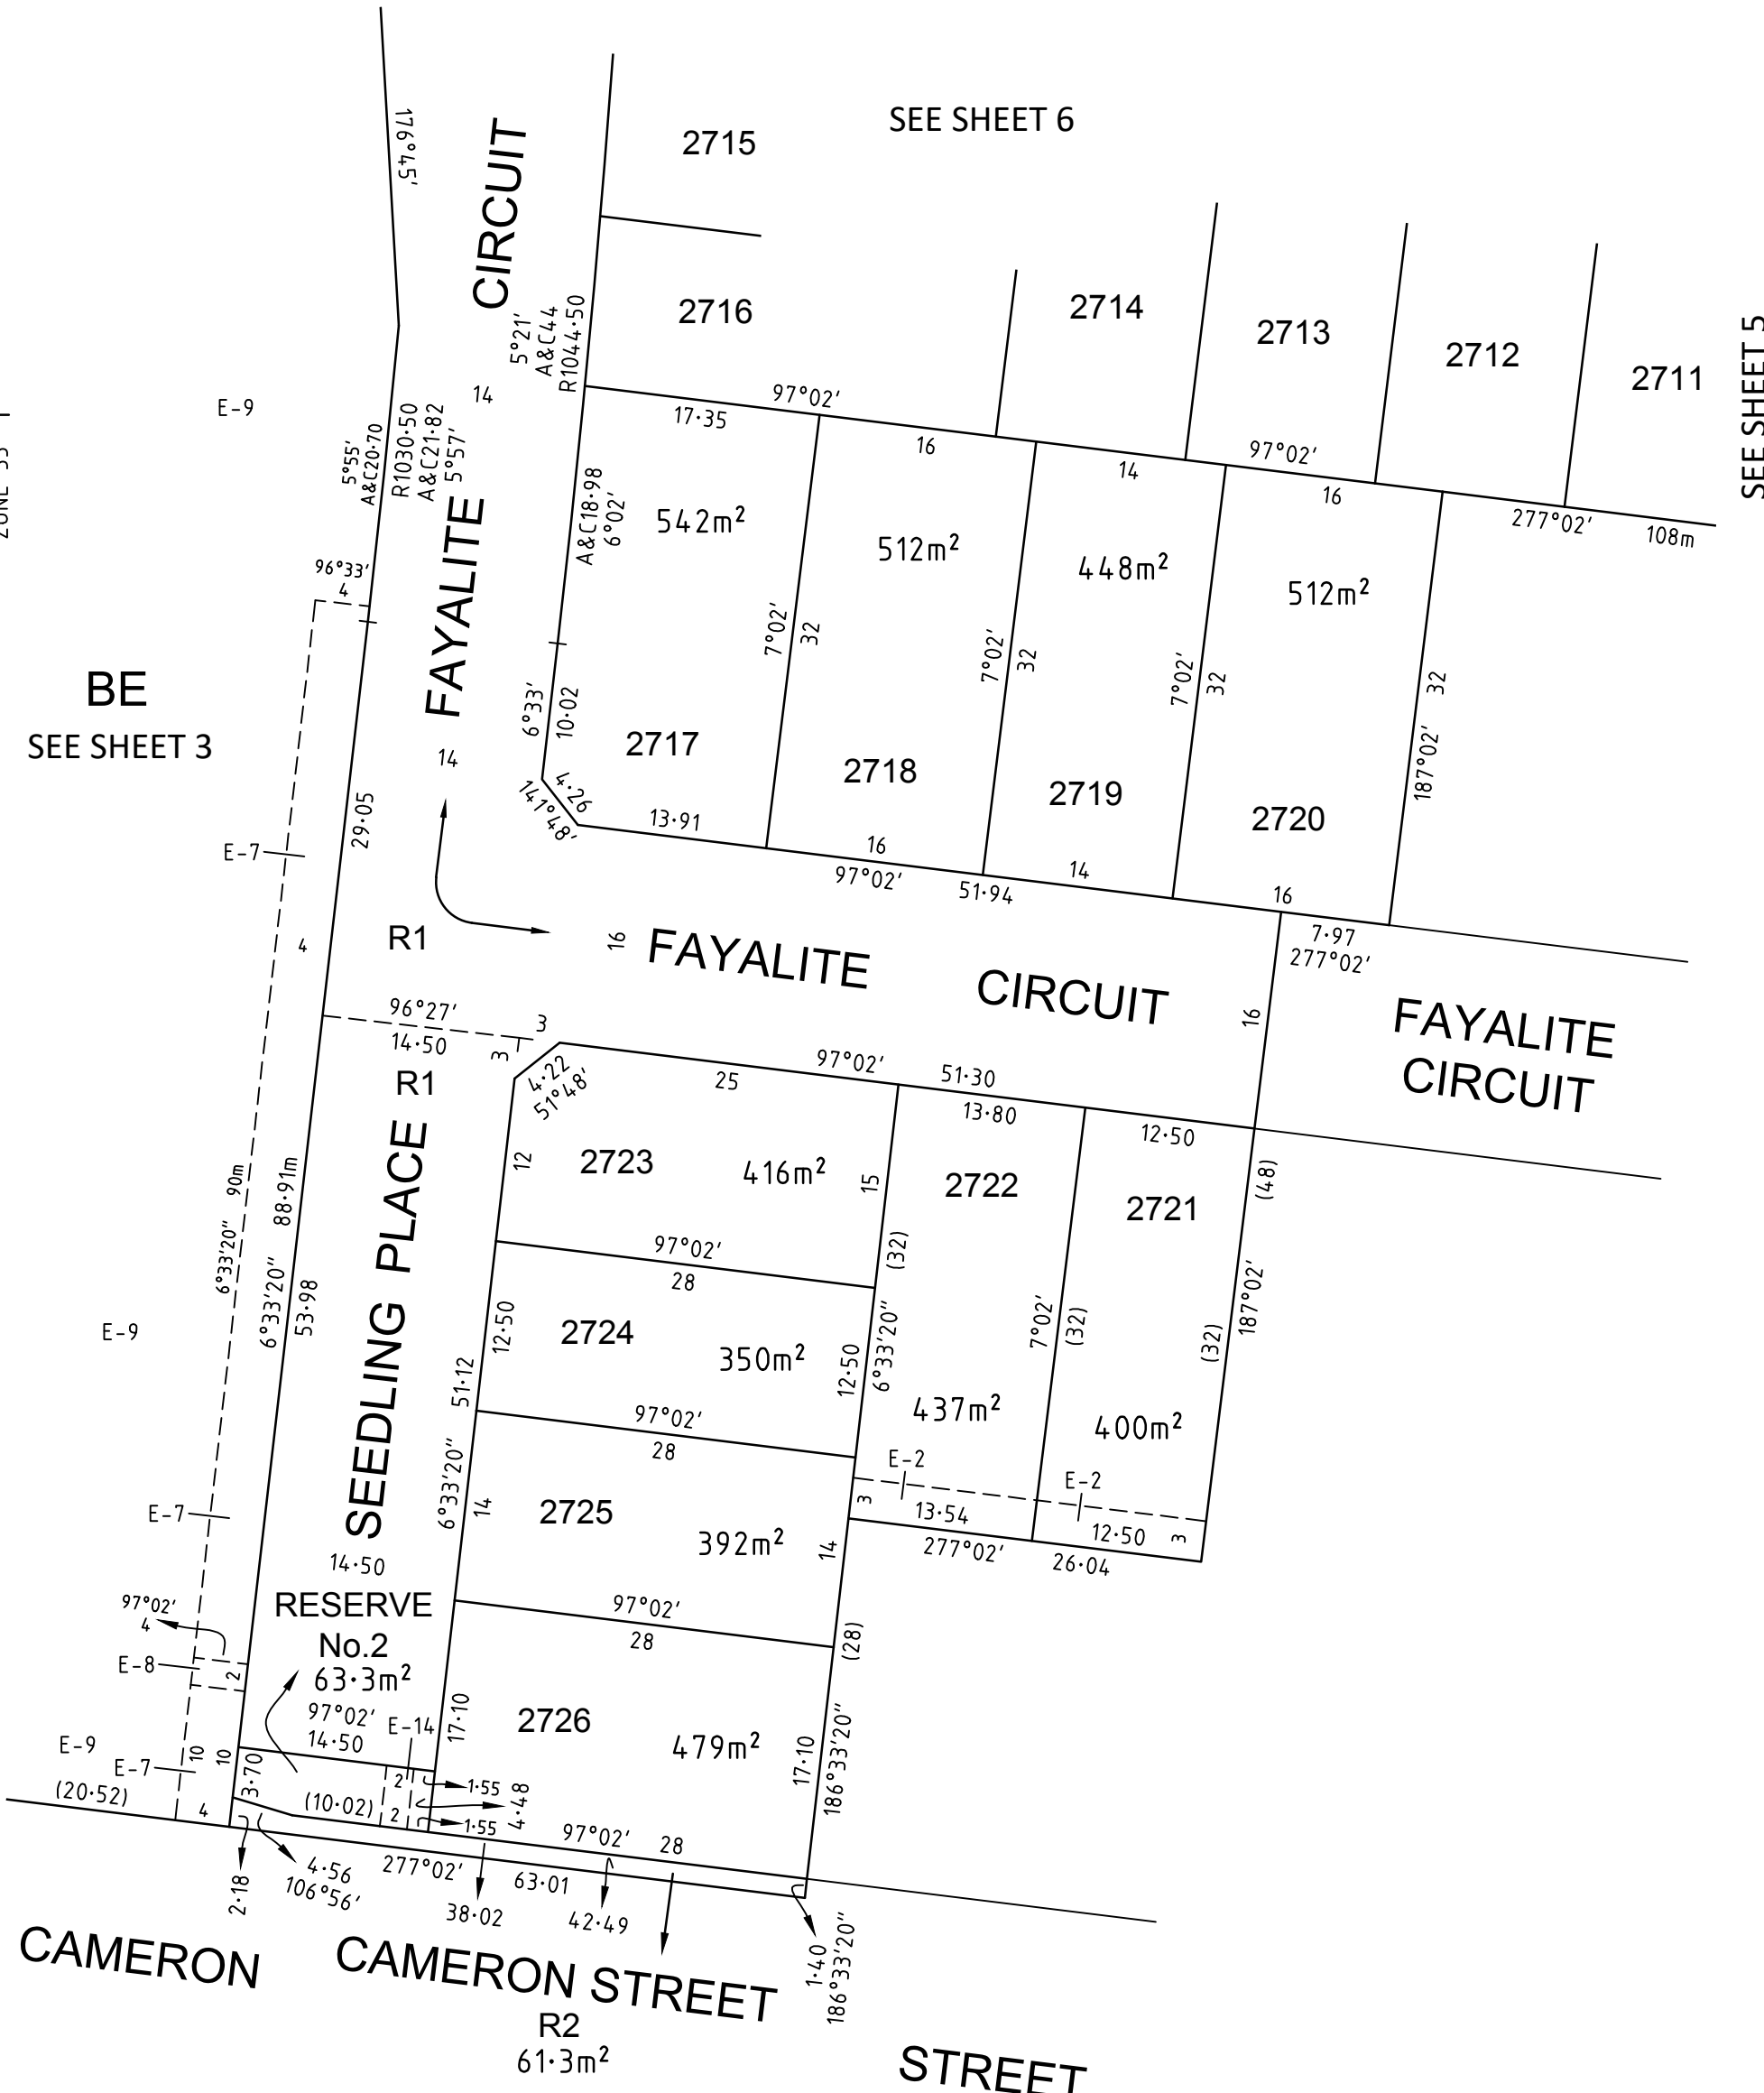 SEE SHEET 6
176°45'
CIRCUIT
2715
2716
2714
2713
2712
2711
SEE SHEET 5
5°21'
A&C44
R1044·50
14
97°02'
17·35
16
14
97°02'
16
277°02'
108m
E-9
5°55'
A&C20·70
R1030·50
A&C21·82
5°57'
FAYALITE
A&C18·98
6°02'
542m²
512m²
448m²
512m²
96°33'
4
7°02'
32
7°02'
32
7°02'
32
32
187°02'
BE
SEE SHEET 3
6°33'
10·02
14
2717
2718
2719
2720
4·26
141°48'
13·91
16
14
16
97°02'
51·94
29·05
E-7
4
R1
16
FAYALITE
CIRCUIT
7·97
277°02'
16
FAYALITE
CIRCUIT
96°27'
14·50
3
3
R1
4·22
51°48'
97°02'
51·30
25
13·80
12·50
12
2723
416m²
15
2722
2721
(48)
(32)
97°02'
28
90m
6°33'20"
88·91m
6°33'20"
53·98
SEEDLING PLACE
12·50
2724
350m²
12·50
6°33'20"
7°02'
(32)
(32)
187°02'
E-9
51·12
97°02'
28
437m²
400m²
6°33'20"
14
2725
392m²
14
E-2
E-2
3
13·54
12·50
3
277°02'
26·04
E-7
14·50
RESERVE
No.2
63·3m²
97°02'
4
E-8
2
97°02'
28
(28)
97°02'
14·50
E-14
17·10
2726
479m²
17·10
186°33'20"
E-9
E-7
10
10
3·70
(20·52)
4
(10·02)
2
2
1·55
1·55
4·48
97°02'
28
2·18
4·56
106°56'
277°02'
63·01
38·02
42·49
1·40
186°33'20"
CAMERON
CAMERON STREET
R2
61·3m²
STREET